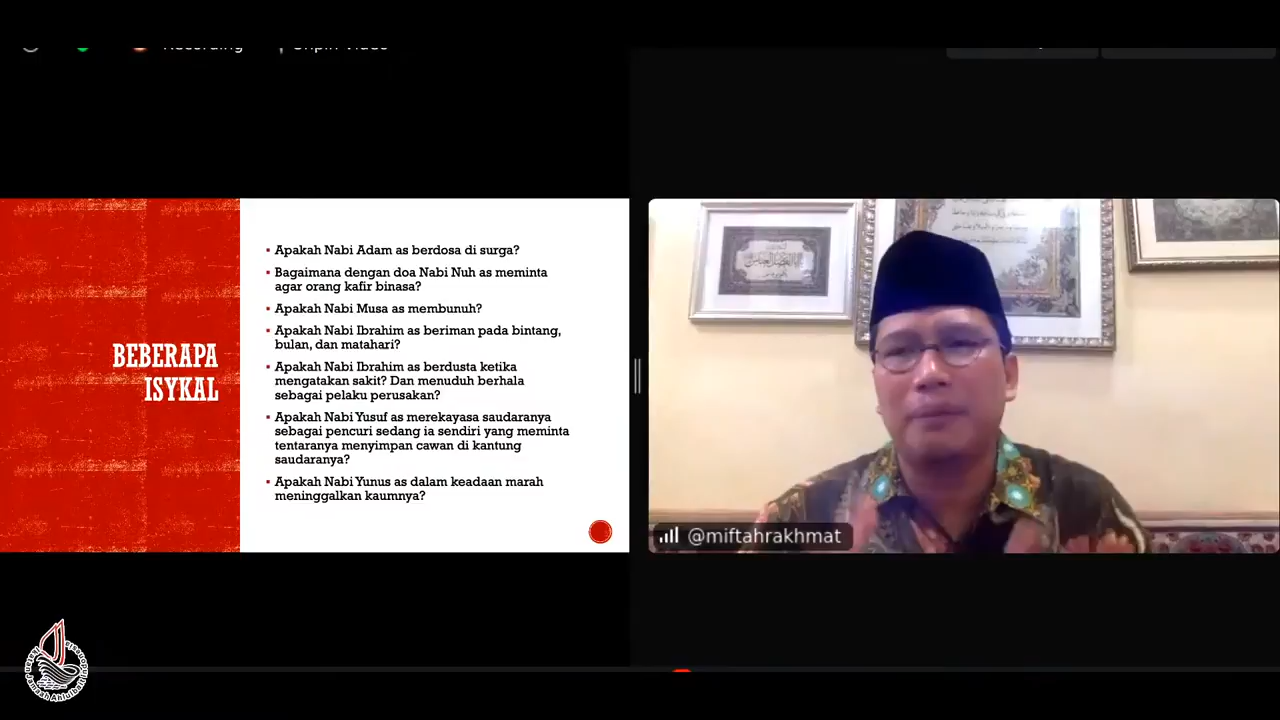 Recording
Unpin Video
BEBERAPA
ISYKAL
▪ Apakah Nabi Adam as berdosa di surga?
▪ Bagaimana dengan doa Nabi Nuh as meminta
agar orang kafir binasa?
▪ Apakah Nabi Musa as membunuh?
▪ Apakah Nabi Ibrahim as beriman pada bintang,
bulan, dan matahari?
▪ Apakah Nabi Ibrahim as berdusta ketika
mengatakan sakit? Dan menuduh berhala
sebagai pelaku perusakan?
▪ Apakah Nabi Yusuf as merekayasa saudaranya
sebagai pencuri sedang ia sendiri yang meminta
tentaranya menyimpan cawan di kantung
saudaranya?
▪ Apakah Nabi Yunus as dalam keadaan marah
meninggalkan kaumnya?
@miftahrakhmat